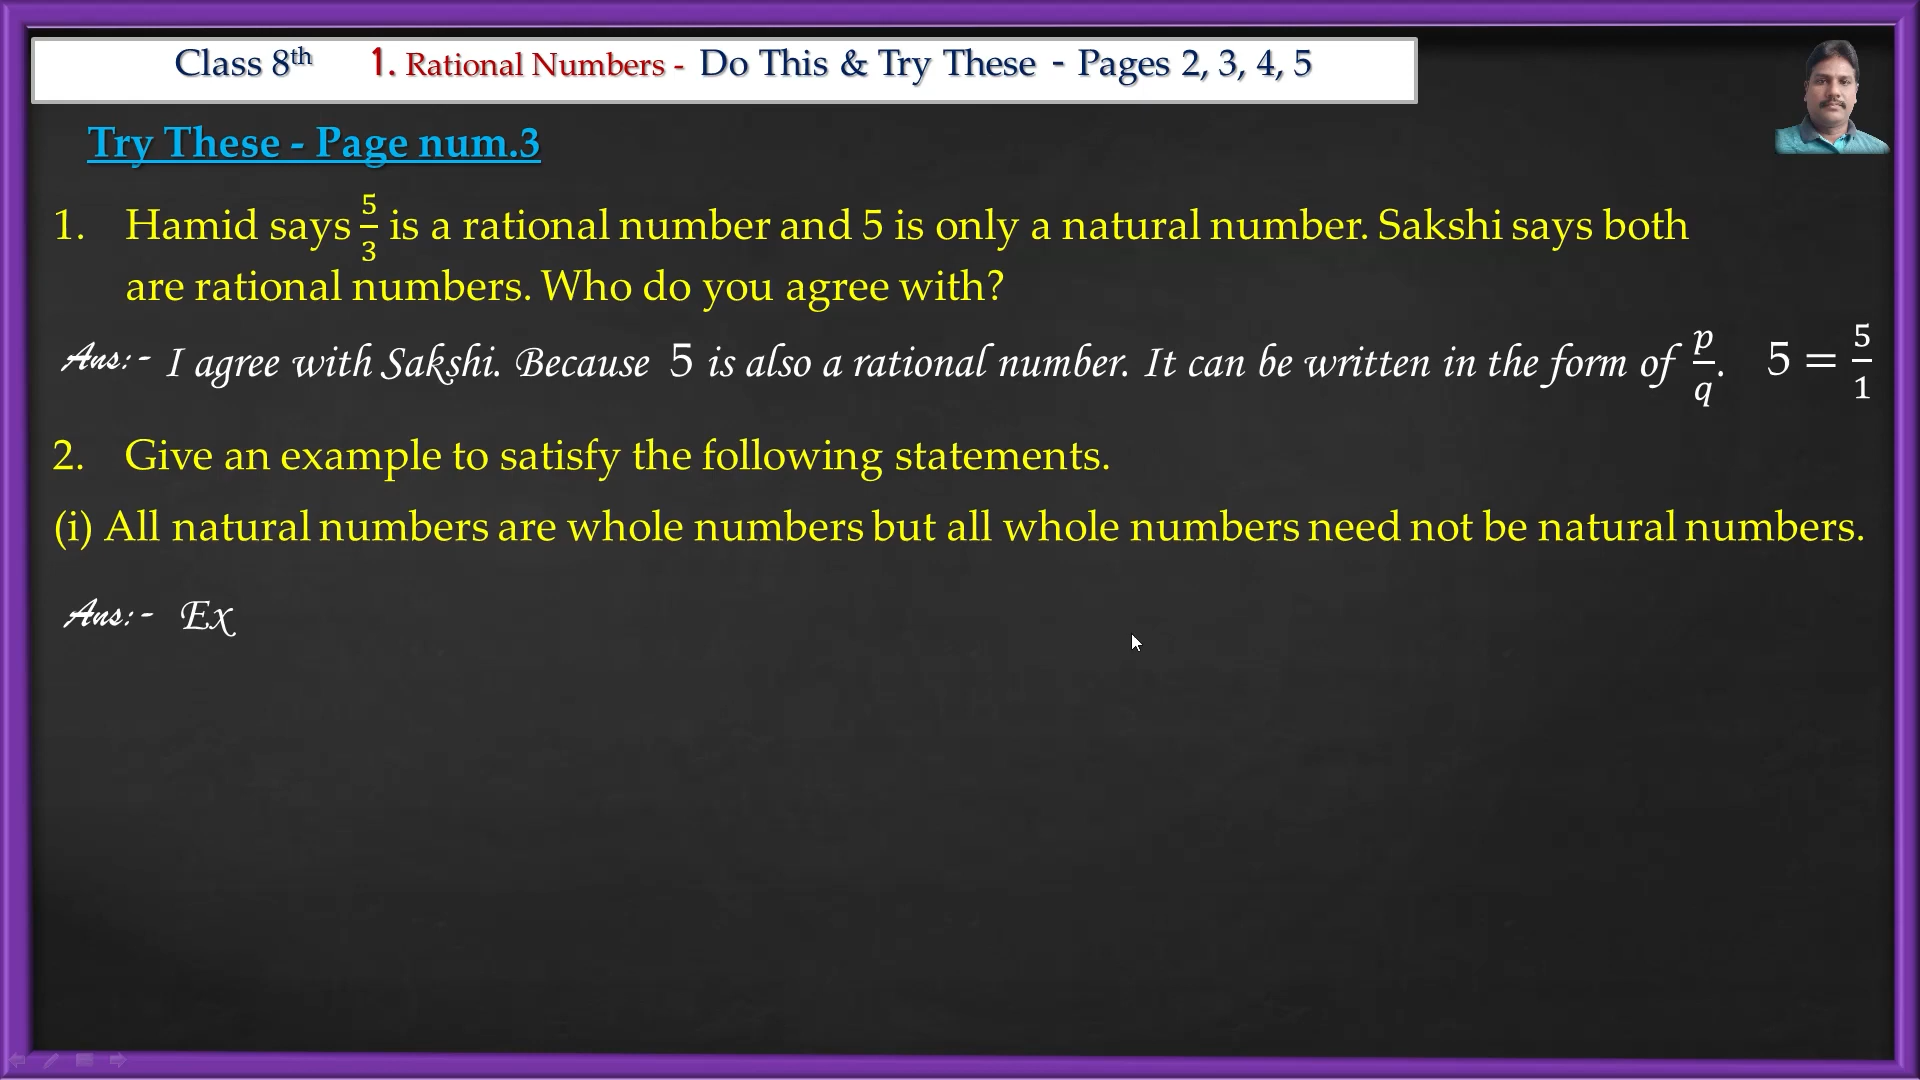 Class 8th 1. Rational Numbers - Do This & Try These - Pages 2, 3, 4, 5
Try These - Page num.3
1. Hamid says 5/3 is a rational number and 5 is only a natural number. Sakshi says both
are rational numbers. Who do you agree with?
Ans:- I agree with Sakshi. Because 5 is also a rational number. It can be written in the form of p/q. 5 = 5/1
2. Give an example to satisfy the following statements.
(i) All natural numbers are whole numbers but all whole numbers need not be natural numbers.
Ans:- Ex